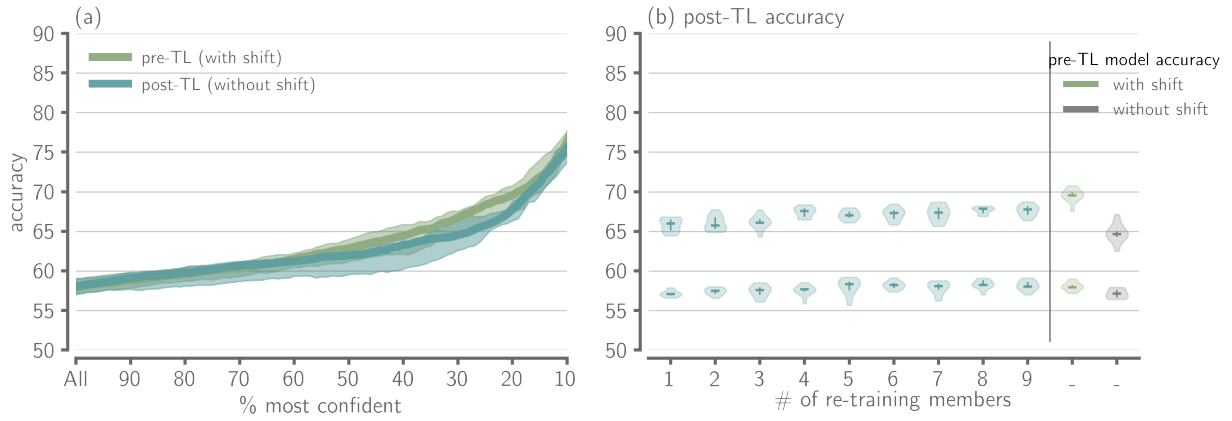 (a)
90
85
80
75
70
65
60
55
50
accuracy
pre-TL (with shift)
post-TL (without shift)
All 90 80 70 60 50 40 30 20 10
% most confident
(b) post-TL accuracy
90
85
80
75
70
65
60
55
50
pre-TL model accuracy
with shift
without shift
1 2 3 4 5 6 7 8 9 - -
# of re-training members